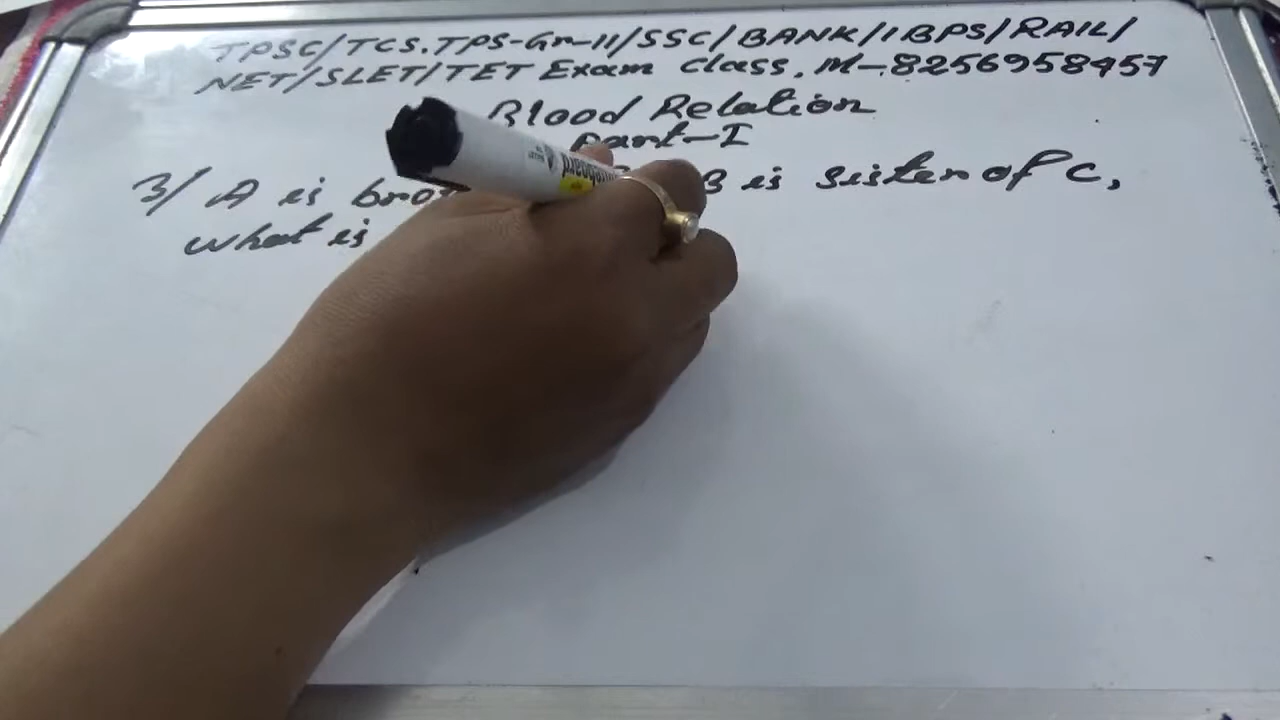 TPSC/TCS.TPS-Gr-II/SSC/BANK/IBPS/RAIL/
NET/SLET/TET Exam class. M-8256958457
Blood Relation
Part-I
3/ A is B is sister of C,
what is